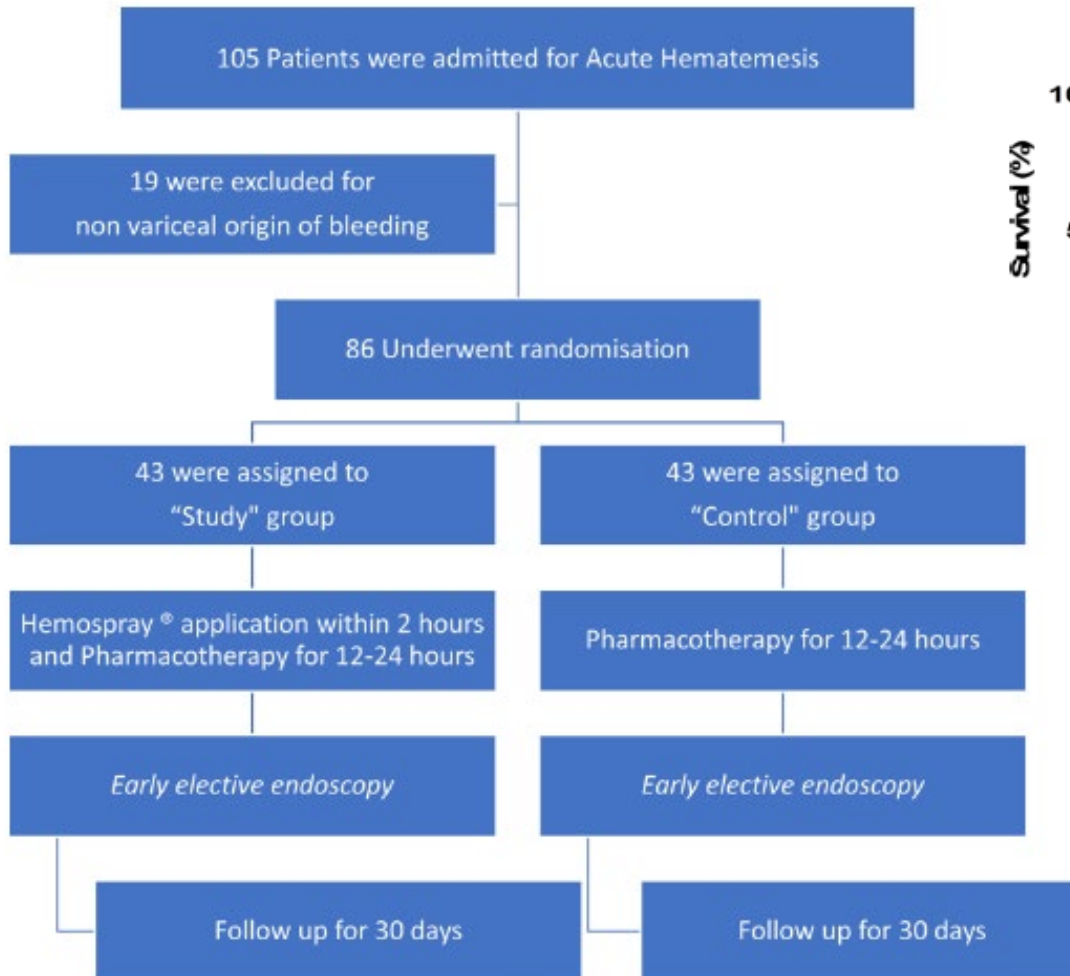 105 Patients were admitted for Acute Hematemesis
19 were excluded for
non variceal origin of bleeding
86 Underwent randomisation
43 were assigned to
“Study" group
43 were assigned to
“Control" group
Hemospray ® application within 2 hours
and Pharmacotherapy for 12-24 hours
Pharmacotherapy for 12-24 hours
Early elective endoscopy
Early elective endoscopy
Follow up for 30 days
Follow up for 30 days
Survival (%)